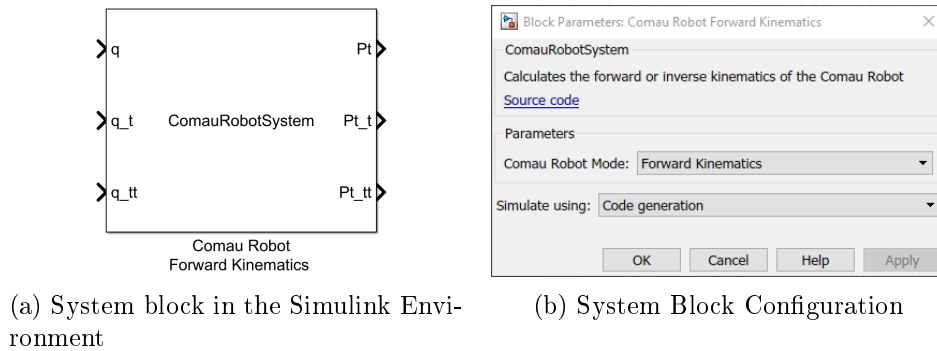 q
Pt
q_t
ComauRobotSystem
Pt_t
q_tt
Pt_tt
Comau Robot
Forward Kinematics
(a) System block in the Simulink Envi-
ronment
Block Parameters: Comau Robot Forward Kinematics
ComauRobotSystem
Calculates the forward or inverse kinematics of the Comau Robot
Source code
Parameters
Comau Robot Mode: Forward Kinematics
Simulate using: Code generation
OK Cancel Help Apply
(b) System Block Configuration